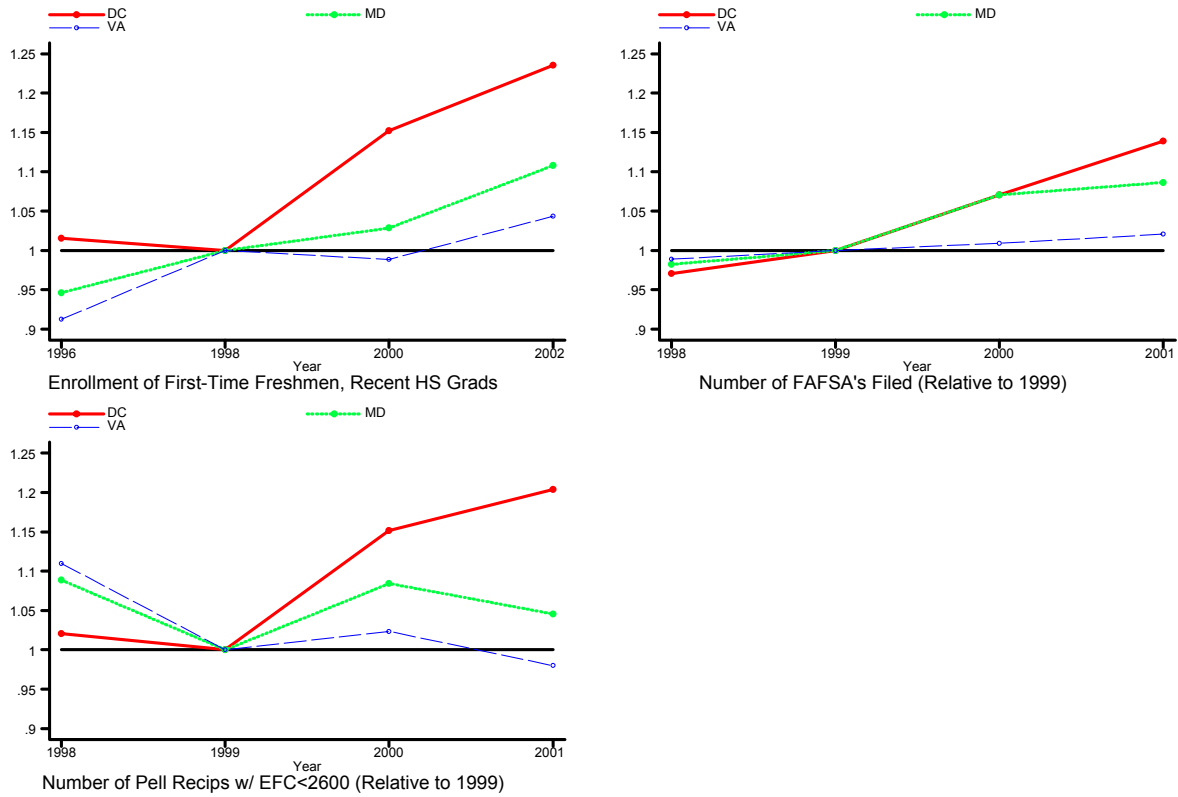 DC MD
VA
1.25
1.2
1.15
1.1
1.05
1
.95
.9
1996 1998 2000 2002
Year
Enrollment of First-Time Freshmen, Recent HS Grads
DC MD
VA
1.25
1.2
1.15
1.1
1.05
1
.95
.9
1998 1999 2000 2001
Year
Number of FAFSA's Filed (Relative to 1999)
DC MD
VA
1.25
1.2
1.15
1.1
1.05
1
.95
.9
1998 1999 2000 2001
Year
Number of Pell Recips w/ EFC<2600 (Relative to 1999)